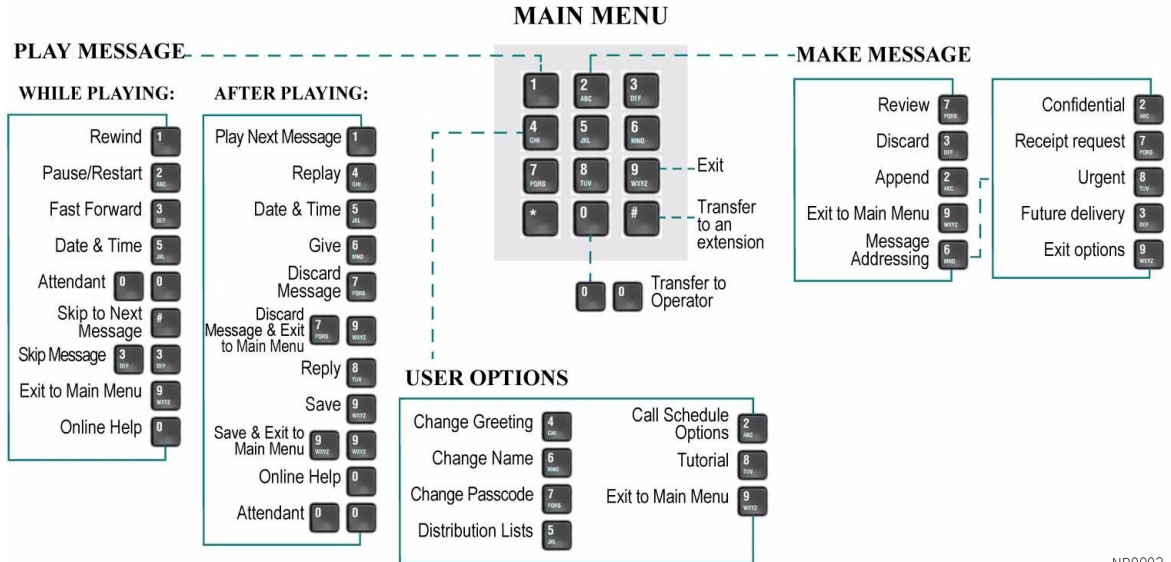 MAIN MENU
PLAY MESSAGE
MAKE MESSAGE
WHILE PLAYING:
Rewind 1
Pause/Restart 2 ABC
Fast Forward 3 DEF
Date & Time 5 JKL
Attendant 0 0
Skip to Next
Message #
Skip Message 3 DEF 3 DEF
Exit to Main Menu 9 WXYZ
Online Help 0
AFTER PLAYING:
Play Next Message 1
Replay 4 GHI
Date & Time 5 JKL
Give 6 MNO
Discard
Message 7 PQRS
Discard
Message & Exit
to Main Menu 7 PQRS 9 WXYZ
Reply 8 TUV
Save 9 WXYZ
Save & Exit to
Main Menu 9 WXYZ 9 WXYZ
Online Help 0
Attendant 0 0
1 2 ABC 3 DEF
4 GHI 5 JKL 6 MNO
7 PQRS 8 TUV 9 WXYZ
* 0 #
Exit
Transfer
to an
extension
0 0 Transfer to
Operator
Review 7 PQRS
Discard 3 DEF
Append 2 ABC
Exit to Main Menu 9 WXYZ
Message
Addressing 6 MNO
Confidential 2 ABC
Receipt request 7 PQRS
Urgent 8 TUV
Future delivery 3 DEF
Exit options 9 WXYZ
USER OPTIONS
Change Greeting 4 GHI
Change Name 6 MNO
Change Passcode 7 PQRS
Distribution Lists 5 JKL
Call Schedule
Options 2 ABC
Tutorial 8 TUV
Exit to Main Menu 9 WXYZ